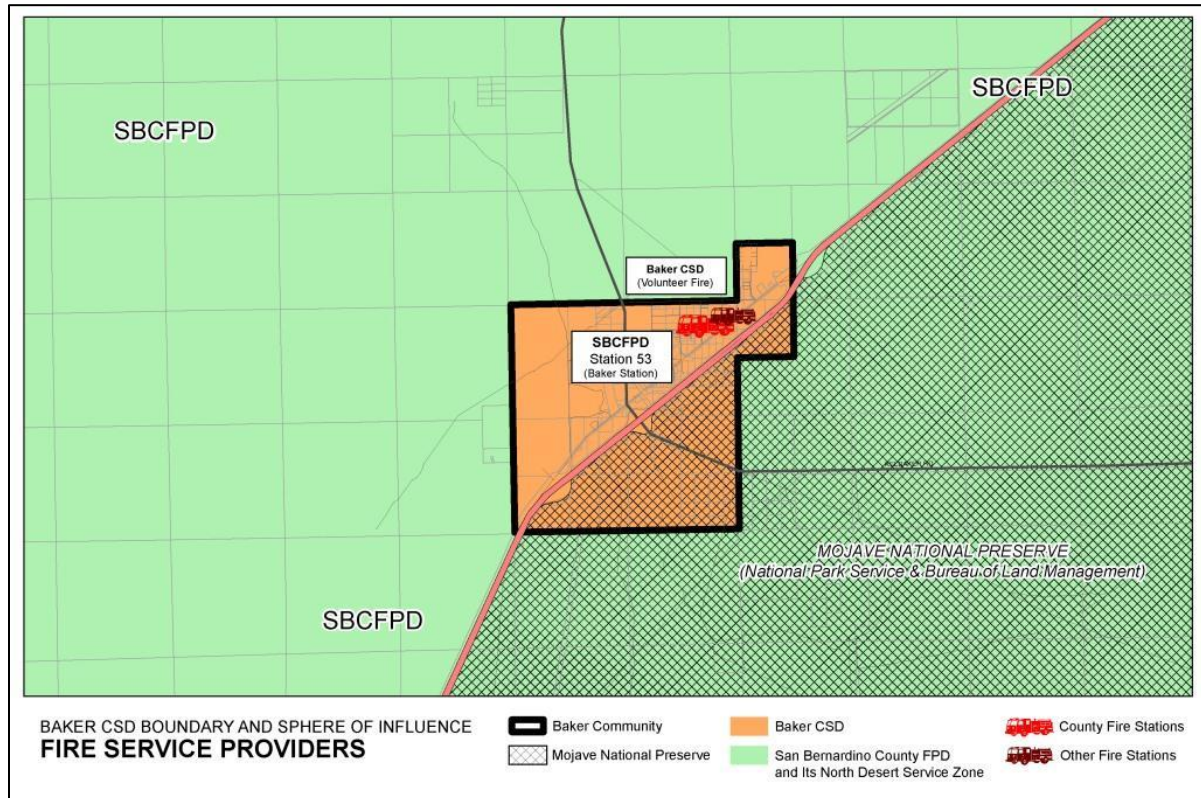 SBCFPD
SBCFPD
Baker CSD
(Volunteer Fire)
SBCFPD
Station 53
(Baker Station)
MOJAVE NATIONAL PRESERVE
(National Park Service & Bureau of Land Management)
SBCFPD
BAKER CSD BOUNDARY AND SPHERE OF INFLUENCE
FIRE SERVICE PROVIDERS
Baker Community
Mojave National Preserve
Baker CSD
San Bernardino County FPD
and Its North Desert Service Zone
County Fire Stations
Other Fire Stations